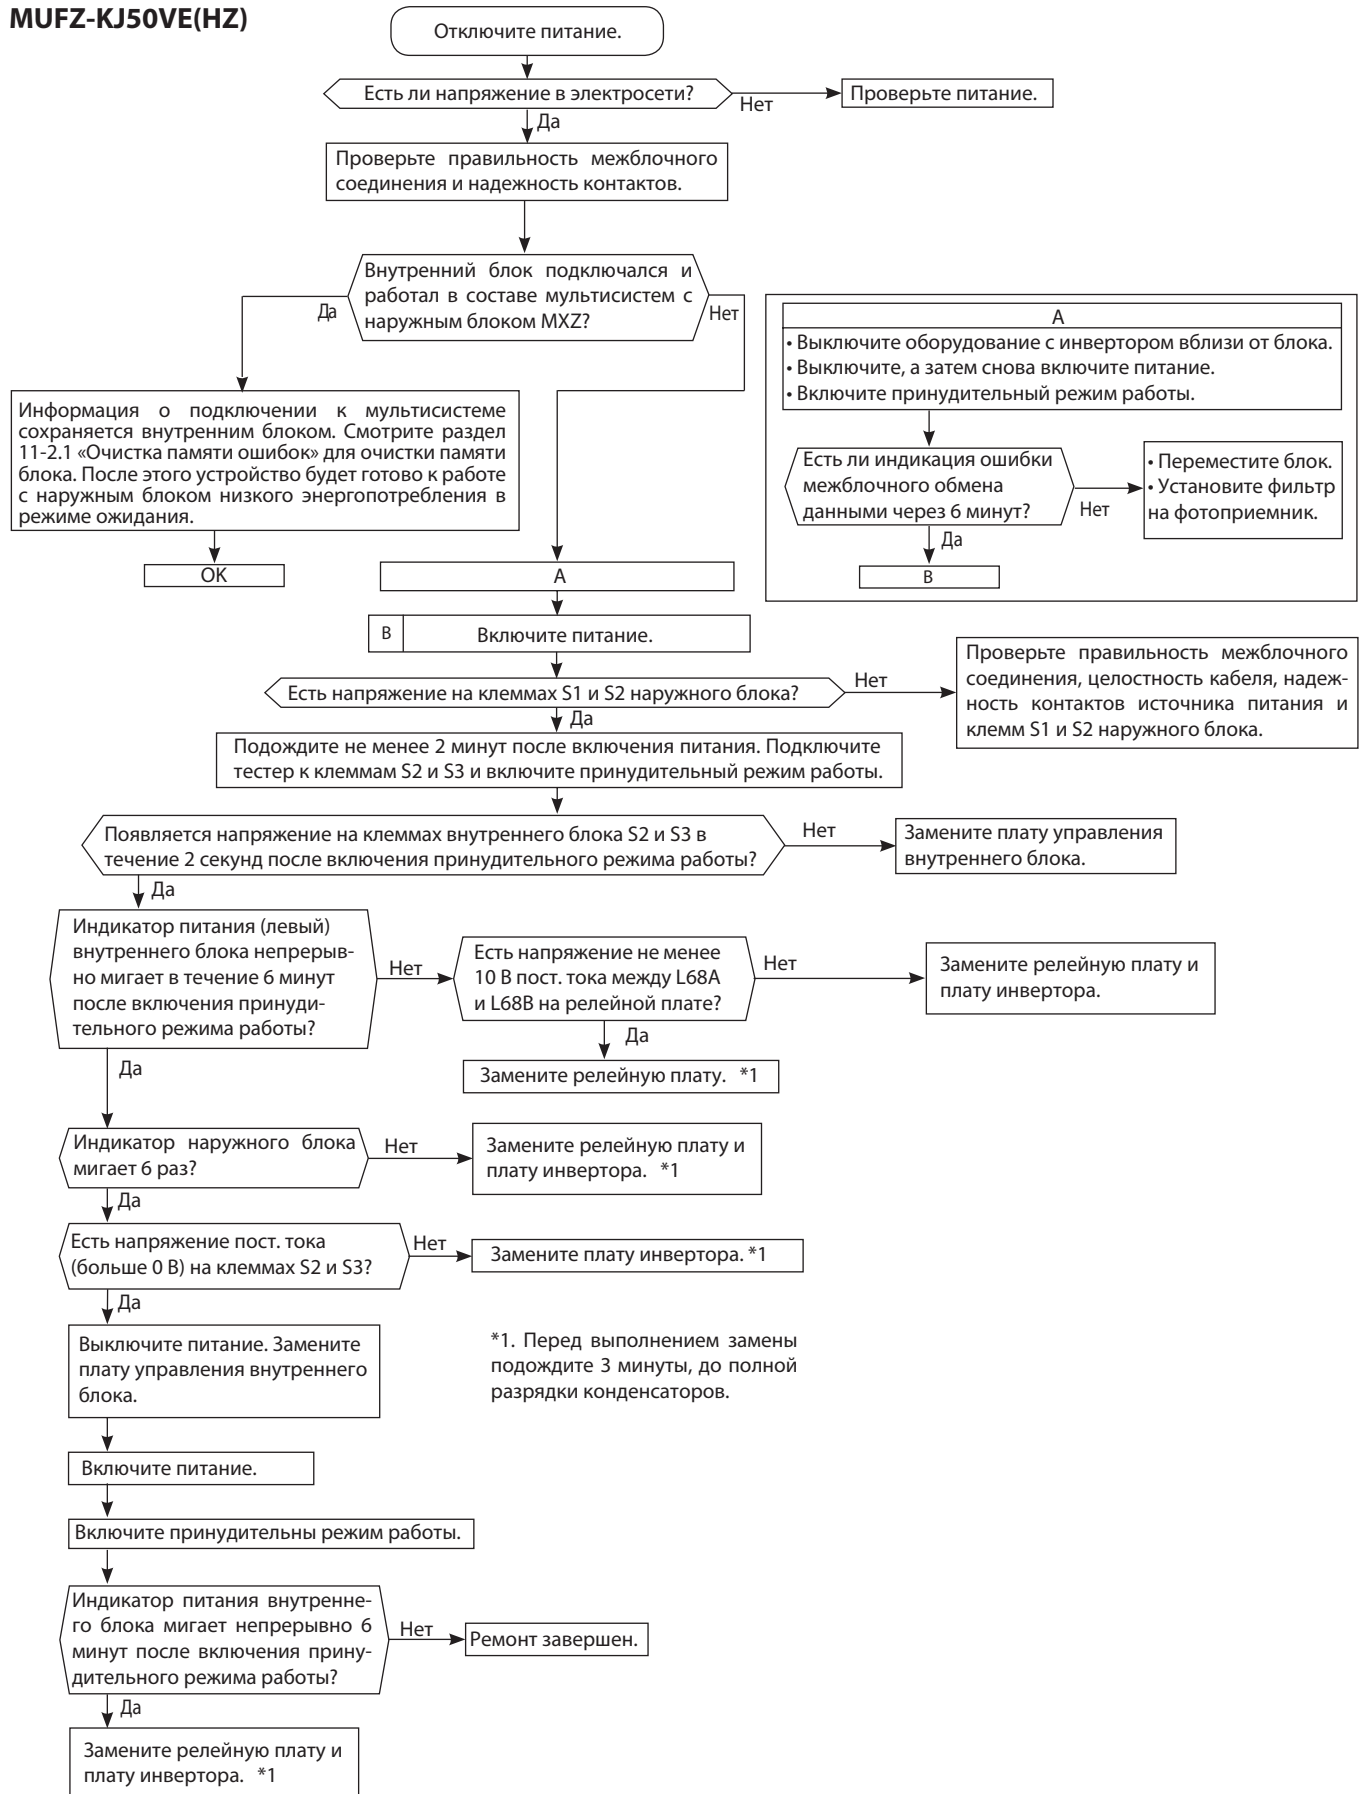 MUFZ-KJ50VE(HZ)
Отключите питание.
Есть ли напряжение в электросети?
Нет
Проверьте питание.
Да
Проверьте правильность межблочного
соединения и надежность контактов.
Внутренний блок подключался и
работал в составе мультисистем с
наружным блоком MXZ?
Да
Нет
Информация о подключении к мультисистеме
сохраняется внутренним блоком. Смотрите раздел
11-2.1 «Очистка памяти ошибок» для очистки памяти
блока. После этого устройство будет готово к работе
с наружным блоком низкого энергопотребления в
режиме ожидания.
OK
A
• Выключите оборудование с инвертором вблизи от блока.
• Выключите, а затем снова включите питание.
• Включите принудительный режим работы.
Есть ли индикация ошибки
межблочного обмена
данными через 6 минут?
Нет
• Переместите блок.
• Установите фильтр
на фотоприемник.
Да
B
A
B
Включите питание.
Есть напряжение на клеммах S1 и S2 наружного блока?
Нет
Проверьте правильность межблочного
соединения, целостность кабеля, надеж-
ность контактов источника питания и
клемм S1 и S2 наружного блока.
Да
Подождите не менее 2 минут после включения питания. Подключите
тестер к клеммам S2 и S3 и включите принудительный режим работы.
Появляется напряжение на клеммах внутреннего блока S2 и S3 в
течение 2 секунд после включения принудительного режима работы?
Нет
Замените плату управления
внутреннего блока.
Да
Индикатор питания (левый)
внутреннего блока непрерыв-
но мигает в течение 6 минут
после включения принуди-
тельного режима работы?
Нет
Есть напряжение не менее
10 В пост. тока между L68A
и L68B на релейной плате?
Нет
Замените релейную плату и
плату инвертора.
Да
Замените релейную плату. *1
Да
Индикатор наружного блока
мигает 6 раз?
Нет
Замените релейную плату и
плату инвертора. *1
Да
Есть напряжение пост. тока
(больше 0 В) на клеммах S2 и S3?
Нет
Замените плату инвертора. *1
Да
Выключите питание. Замените
плату управления внутреннего
блока.
*1. Перед выполнением замены
подождите 3 минуты, до полной
разрядки конденсаторов.
Включите питание.
Включите принудительны режим работы.
Индикатор питания внутренне-
го блока мигает непрерывно 6
минут после включения прину-
дительного режима работы?
Нет
Ремонт завершен.
Да
Замените релейную плату и
плату инвертора. *1